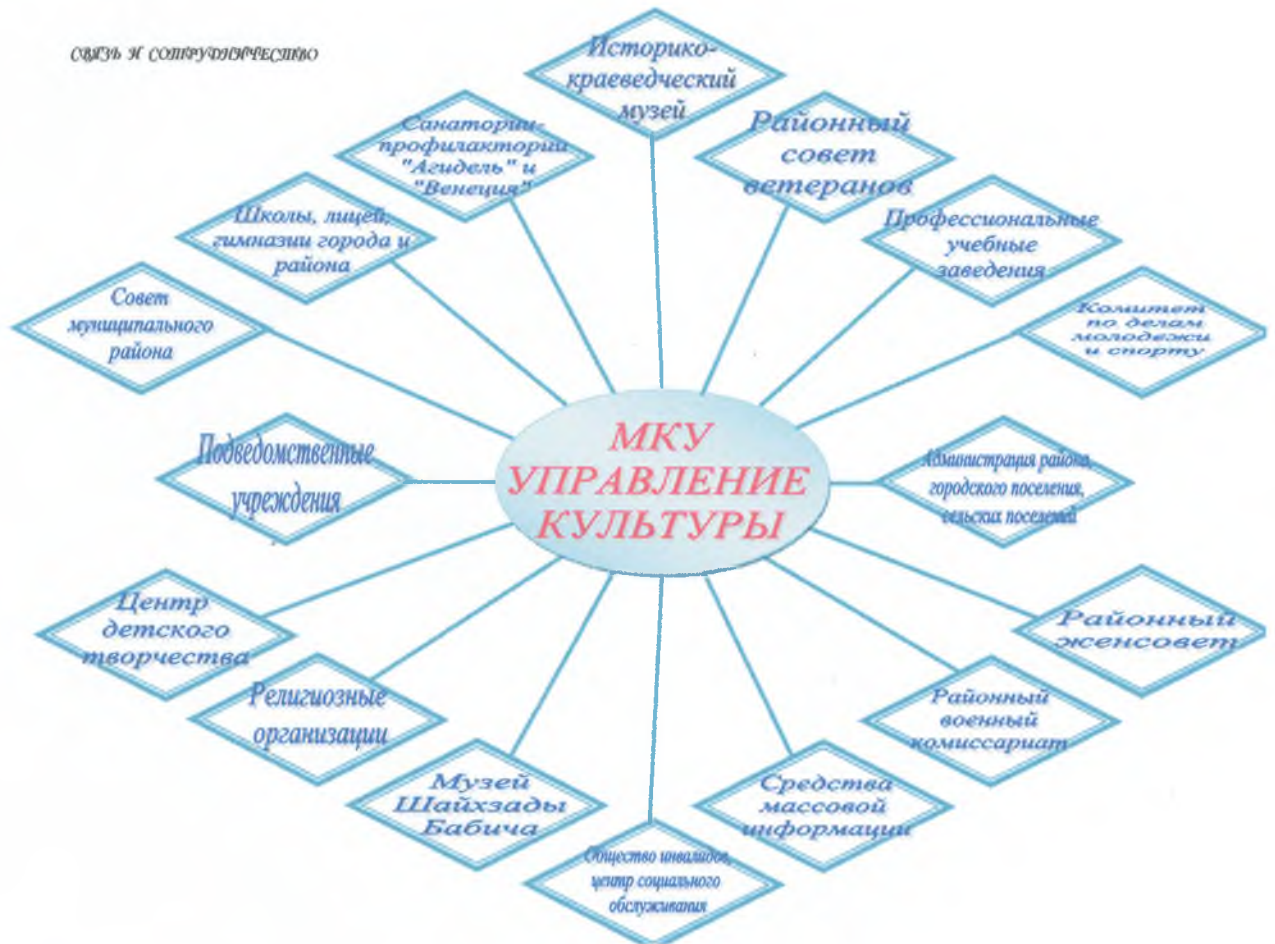 СВЯЗЬ И СОТРУДНИЧЕСТВО
Историко-
краеведческий
музей
Санатории-
профилактории
"Агидель" и
"Венеция"
Районный
совет
ветеранов
Школы, лицей,
гимназии города и
района
Профессиональные
учебные
заведения
Совет
муниципального
района
Комитет
по делам
молодежи
и спорту
Подведомственные
учреждения
МКУ
УПРАВЛЕНИЕ
КУЛЬТУРЫ
Администрация района,
городского поселения,
сельских поселений
Центр
детского
творчества
Районный
женсовет
Религиозные
организации
Районный
военный
комиссариат
Музей
Шайхзады
Бабича
Средства
массовой
информации
Общество инвалидов,
центр социального
обслуживания